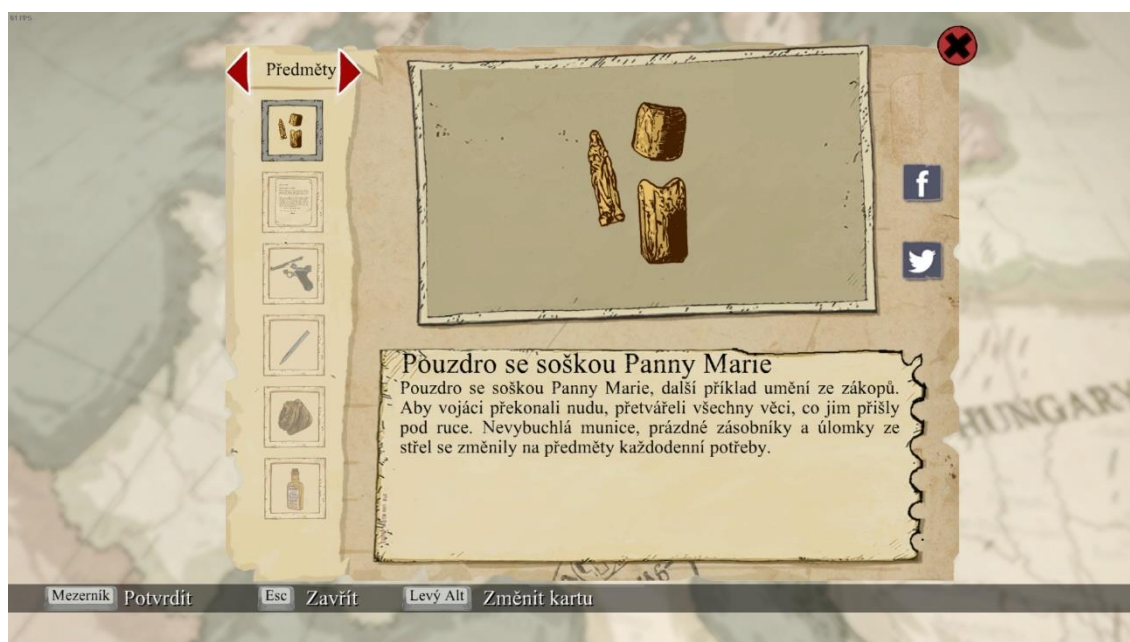 51 FPS
Předměty
Pouzdro se soškou Panny Marie
Pouzdro se soškou Panny Marie, další příklad umění ze zákopů.
Aby vojáci překonali nudu, přetvářeli všechny věci, co jim přišly
pod ruce. Nevybuchlá munice, prázdné zásobníky a úlomky ze
střel se změnily na předměty každodenní potřeby.
HUNGARY
Mezerník Potvrdit Esc Zavřít Levý Alt Změnit kartu